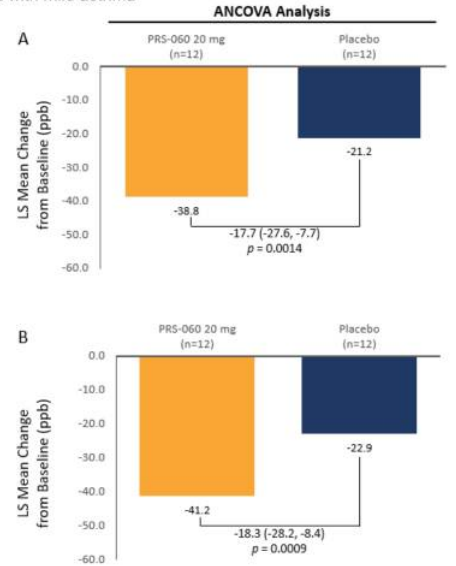 with mild asthma
ANCOVA Analysis
A
PRS-060 20 mg
(n=12)
Placebo
(n=12)
LS Mean Change
from Baseline (ppb)
0.0
-10.0
-20.0
-30.0
-40.0
-50.0
-60.0
-38.8
-21.2
-17.7 (-27.6, -7.7)
p = 0.0014
B
PRS-060 20 mg
(n=12)
Placebo
(n=12)
LS Mean Change
from Baseline (ppb)
0.0
-10.0
-20.0
-30.0
-40.0
-50.0
-60.0
-41.2
-22.9
-18.3 (-28.2, -8.4)
p = 0.0009